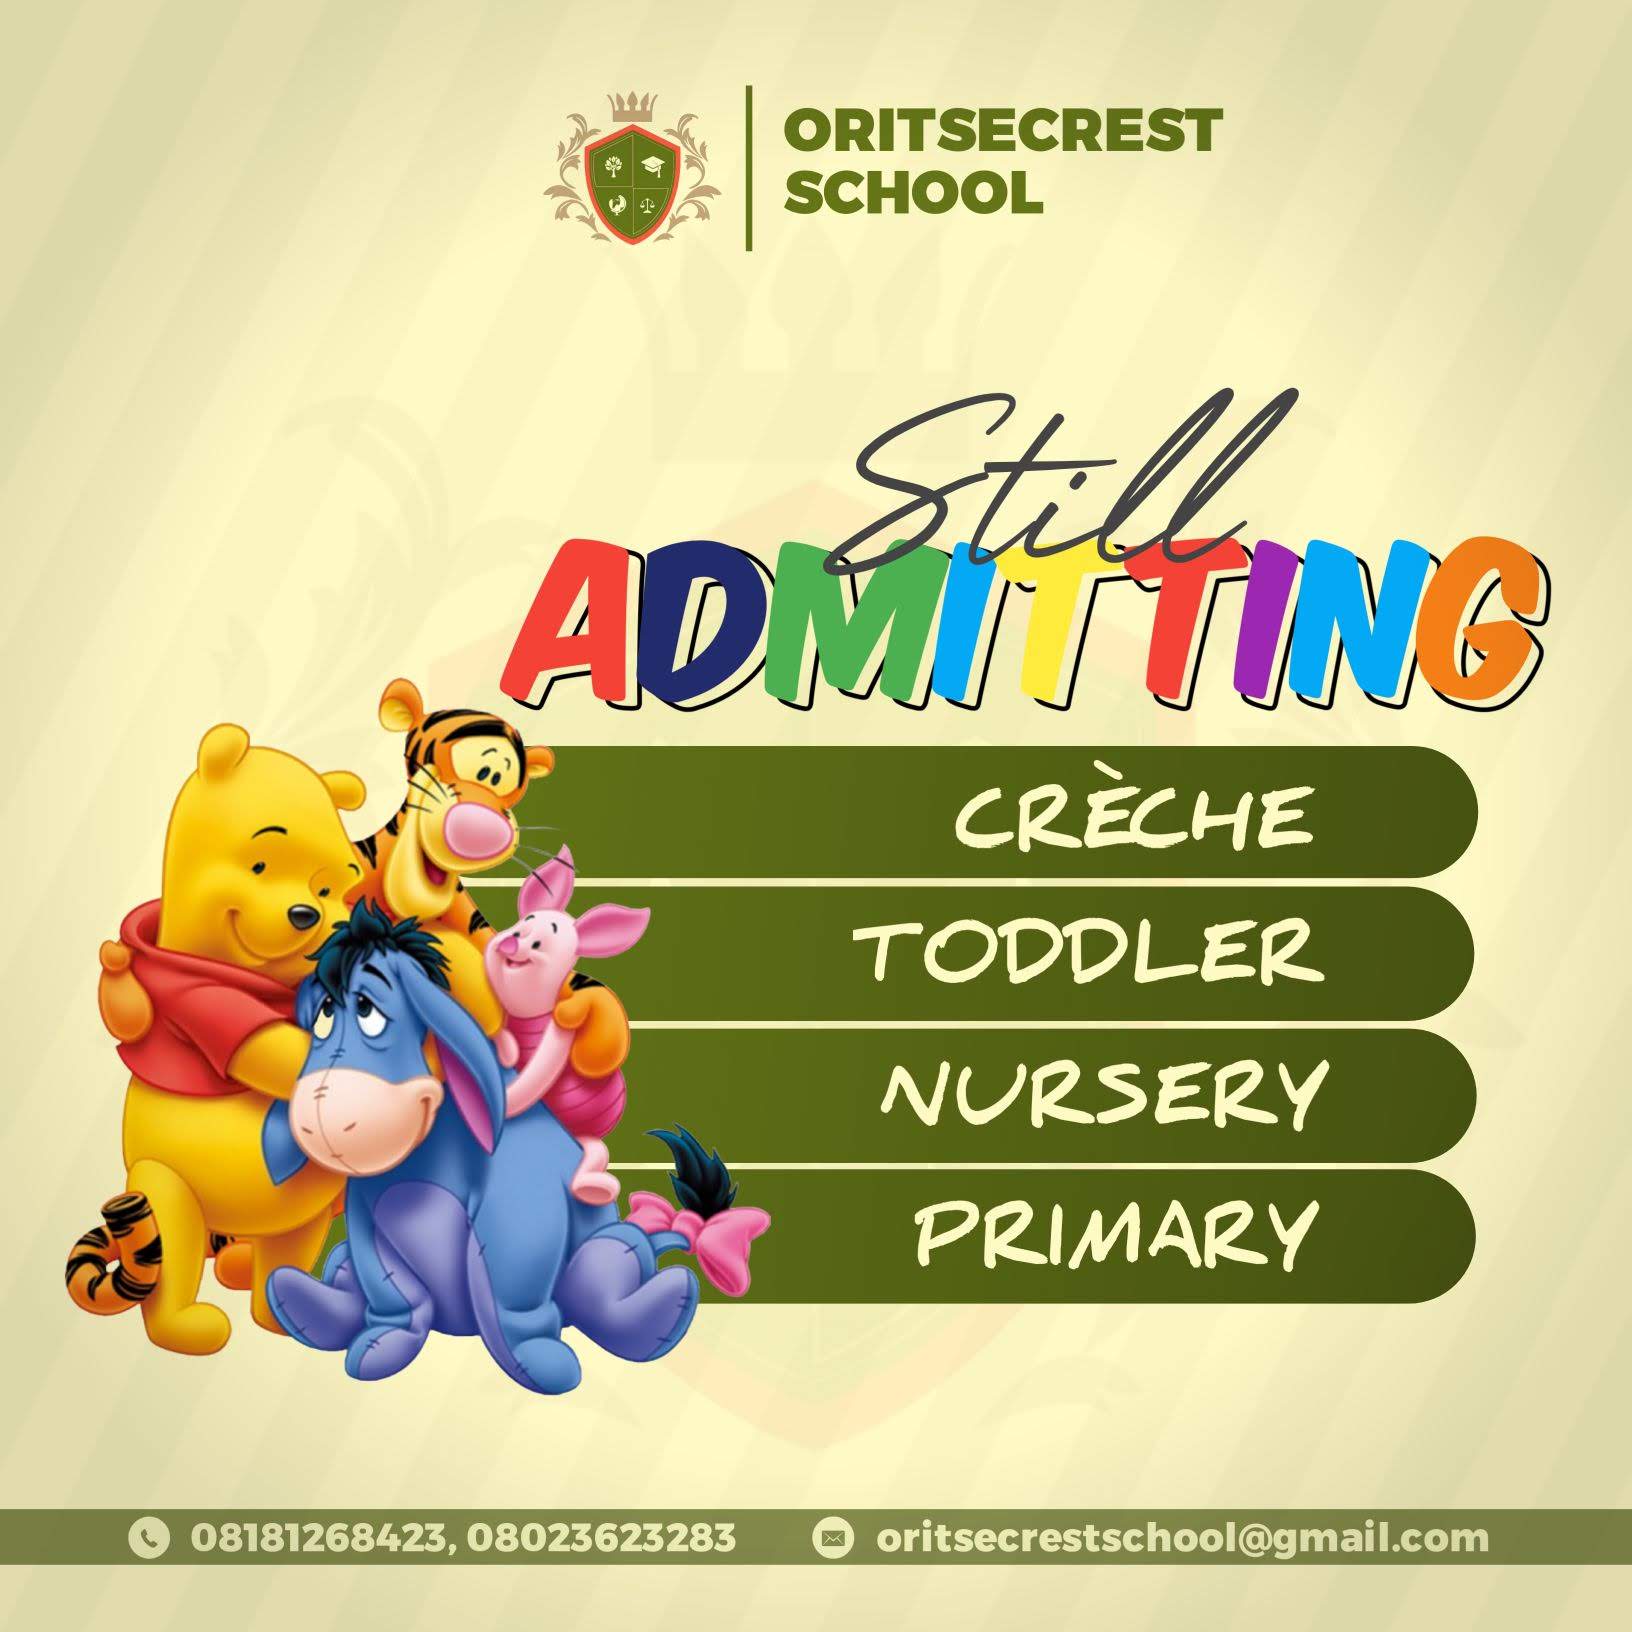 ORITSECREST
SCHOOL
Still
ADMITTING
CRÈCHE
TODDLER
NURSERY
PRIMARY
08181268423, 08023623283
oritsecrestschool@gmail.com